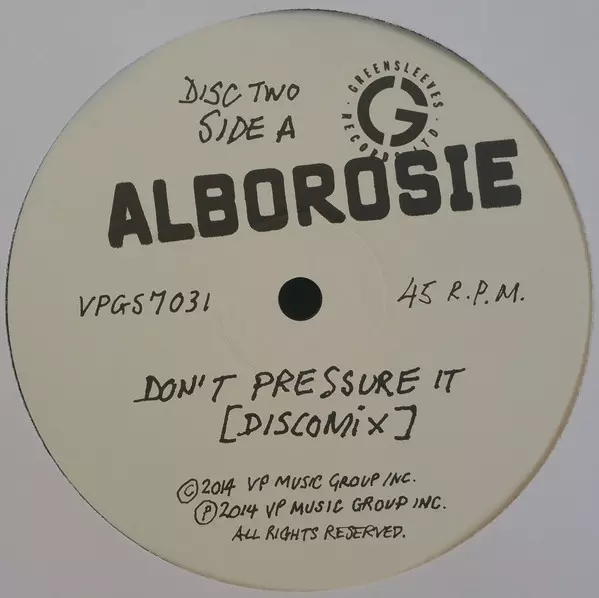 DISC TWO
SIDE A
GREENSLEEVES
RECORDS LTD.
G
ALBOROSIE
VPGS7031
45 R.P.M.
DON'T PRESSURE IT
[DISCOMIX]
© 2014 VP MUSIC GROUP INC.
℗ 2014 VP MUSIC GROUP INC.
ALL RIGHTS RESERVED.